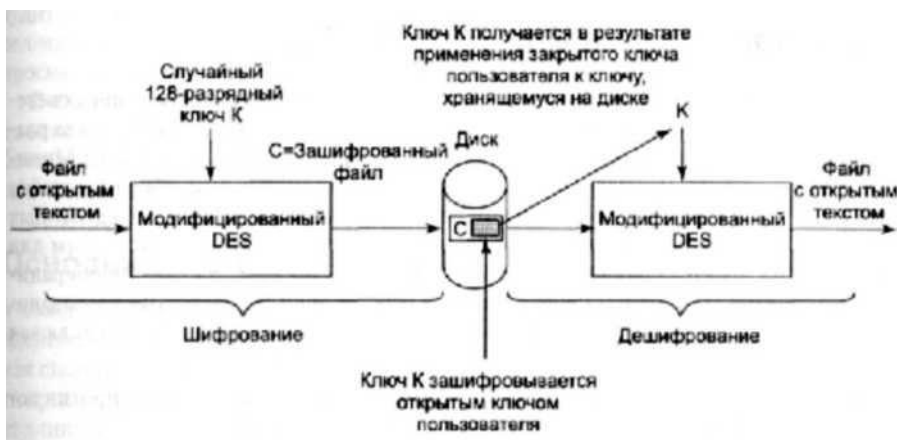 Ключ К получается в результате
применения закрытого ключа
пользователя к ключу,
хранящемуся на диске
Случайный
128-разрядный
ключ К
К
С=Зашифрованный
файл
Диск
Файл
с открытым
текстом
Модифицированный
DES
С
Модифицированный
DES
Файл
с открытым
текстом
Шифрование
Дешифрование
Ключ К зашифровывается
открытым ключом
пользователя